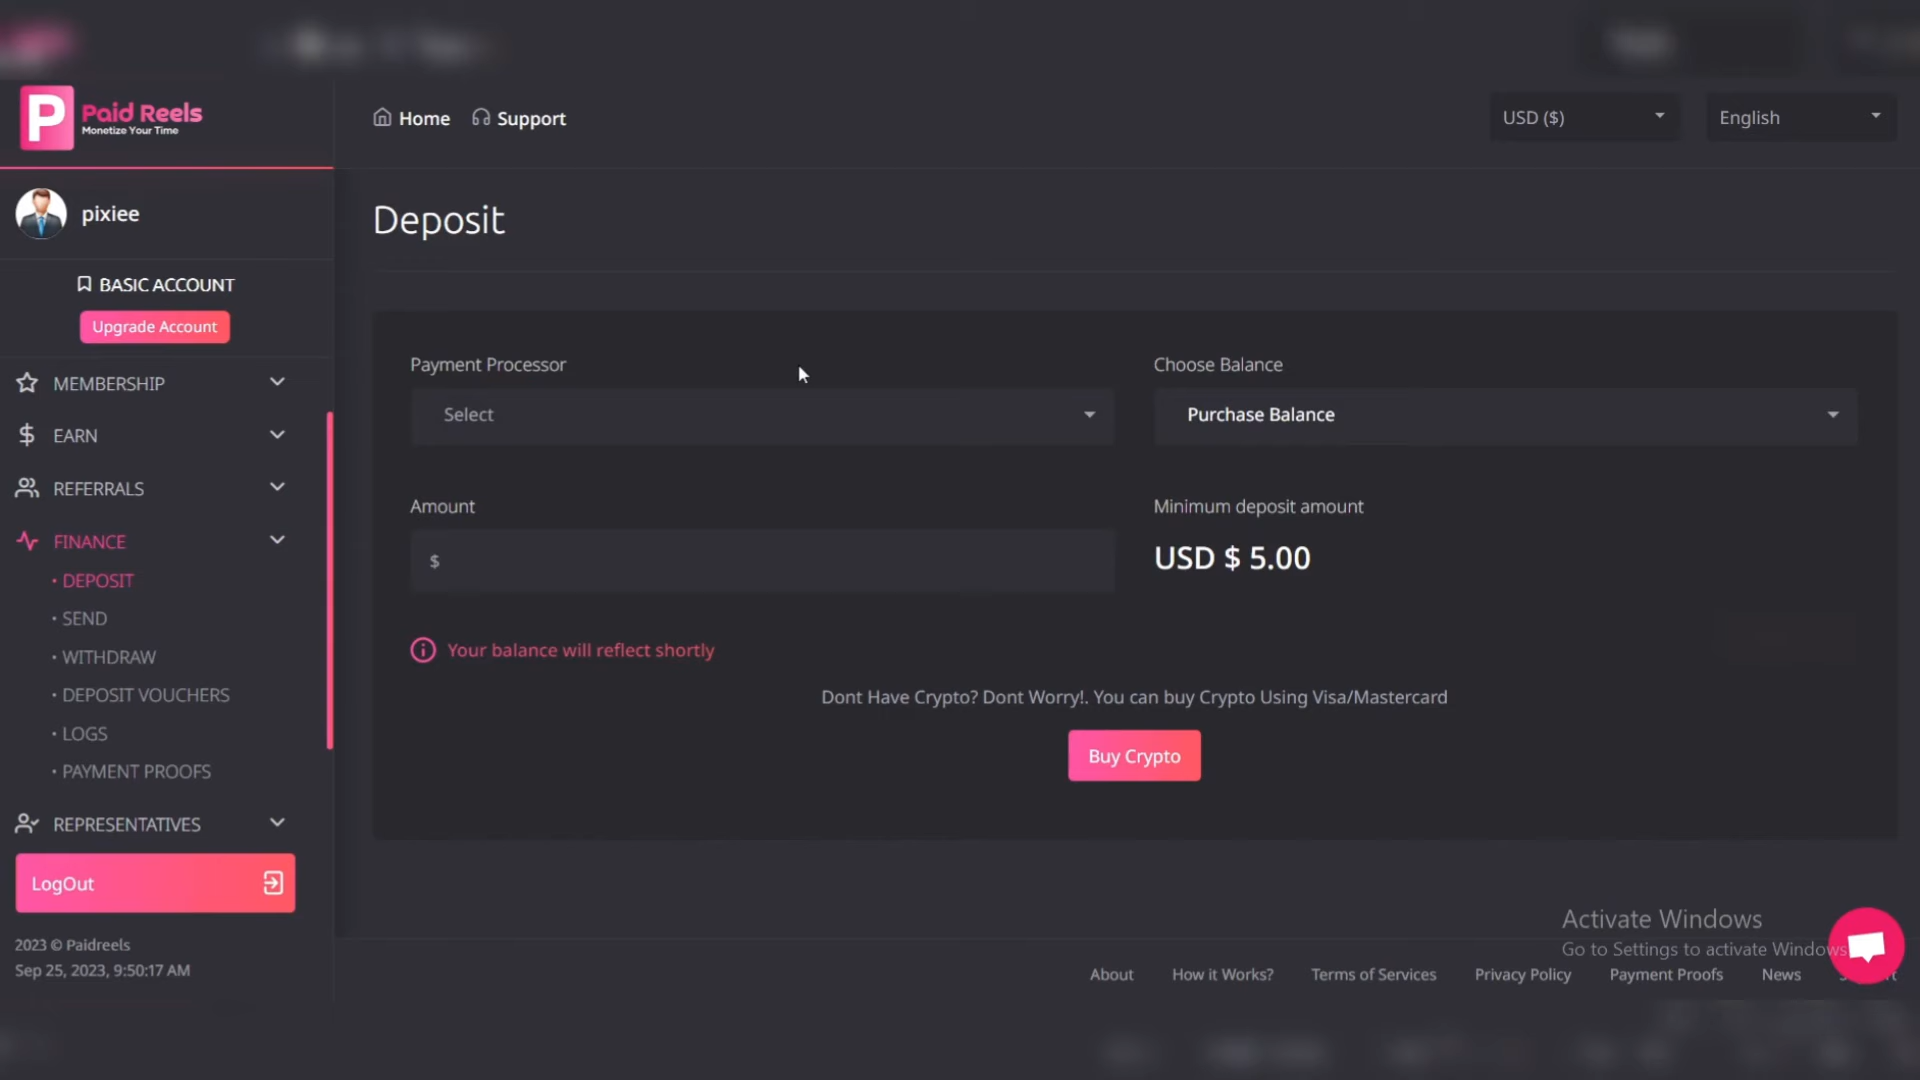 P Paid Reels
Monetize Your Time
Home Support
USD ($)
English
pixiee
BASIC ACCOUNT
Upgrade Account
MEMBERSHIP
EARN
REFERRALS
FINANCE
• DEPOSIT
• SEND
• WITHDRAW
• DEPOSIT VOUCHERS
• LOGS
• PAYMENT PROOFS
REPRESENTATIVES
LogOut
2023 © Paidreels
Sep 25, 2023, 9:50:17 AM
Deposit
Payment Processor
Select
Choose Balance
Purchase Balance
Amount
$
Minimum deposit amount
USD $ 5.00
Your balance will reflect shortly
Dont Have Crypto? Dont Worry!. You can buy Crypto Using Visa/Mastercard
Buy Crypto
Activate Windows
Go to Settings to activate Windows
About How it Works? Terms of Services Privacy Policy Payment Proofs News